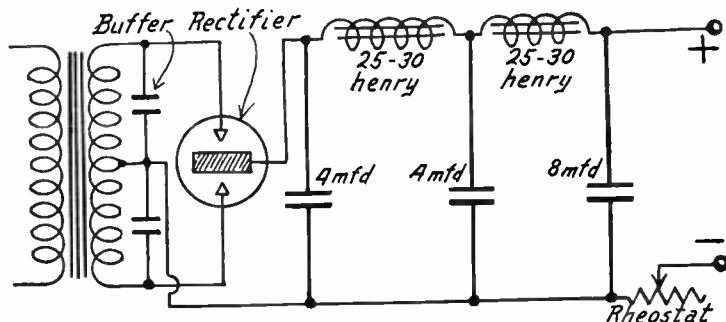 Buffer Rectifier
25-30
henry
25-30
henry
+
4mfd
4mfd
8mfd
-
Rheostat